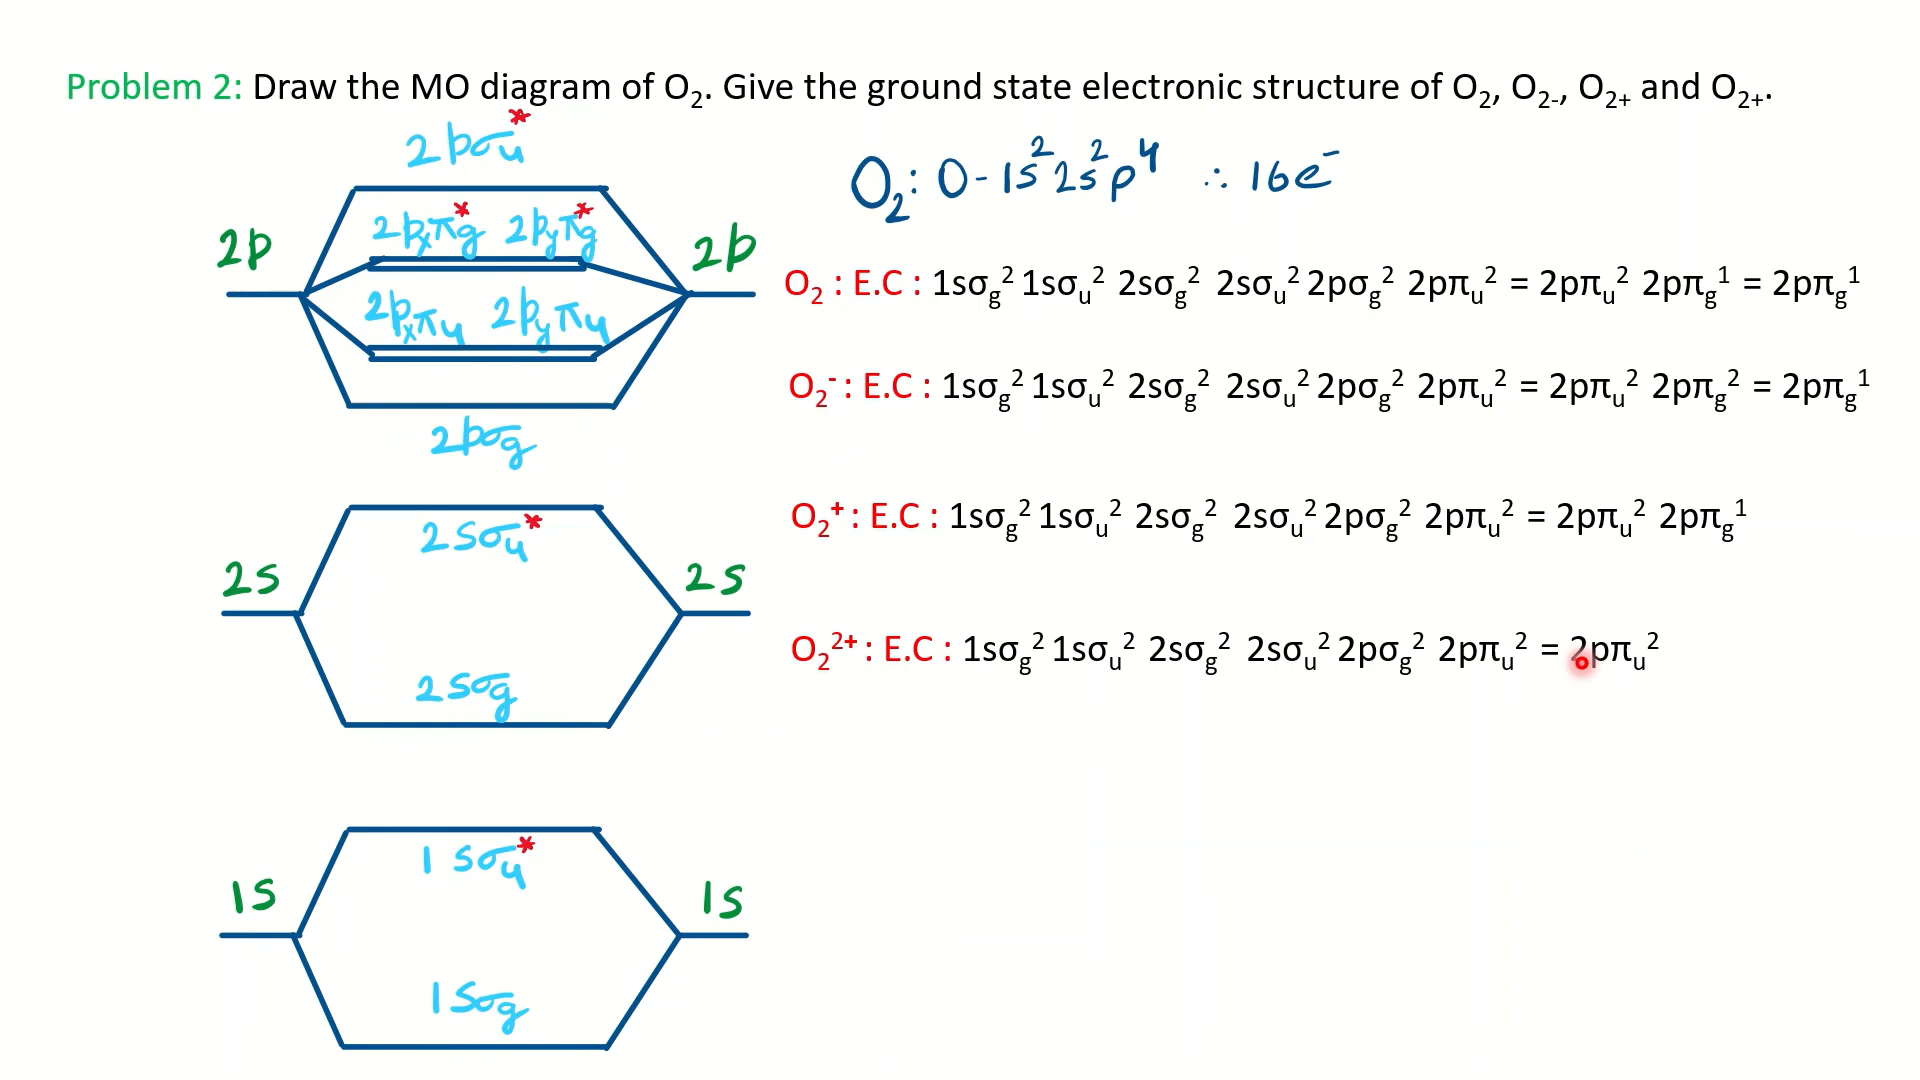 Problem 2: Draw the MO diagram of O₂. Give the ground state electronic structure of O₂, O₂₋, O₂₊ and O₂₊.
2pσu*
O₂: O - 1s² 2s² p⁴ ∴ 16e⁻
2pₓπg* 2pyπg*
2p 2p
O₂ : E.C : 1sσg² 1sσu² 2sσg² 2sσu² 2pσg² 2pπu² = 2pπu² 2pπg¹ = 2pπg¹
2pₓπu 2pyπu
O₂⁻ : E.C : 1sσg² 1sσu² 2sσg² 2sσu² 2pσg² 2pπu² = 2pπu² 2pπg² = 2pπg¹
2pσg
O₂⁺ : E.C : 1sσg² 1sσu² 2sσg² 2sσu² 2pσg² 2pπu² = 2pπu² 2pπg¹
2sσu*
2s 2s
O₂²⁺ : E.C : 1sσg² 1sσu² 2sσg² 2sσu² 2pσg² 2pπu² = 2pπu²
2sσg
1sσu*
1s 1s
1sσg